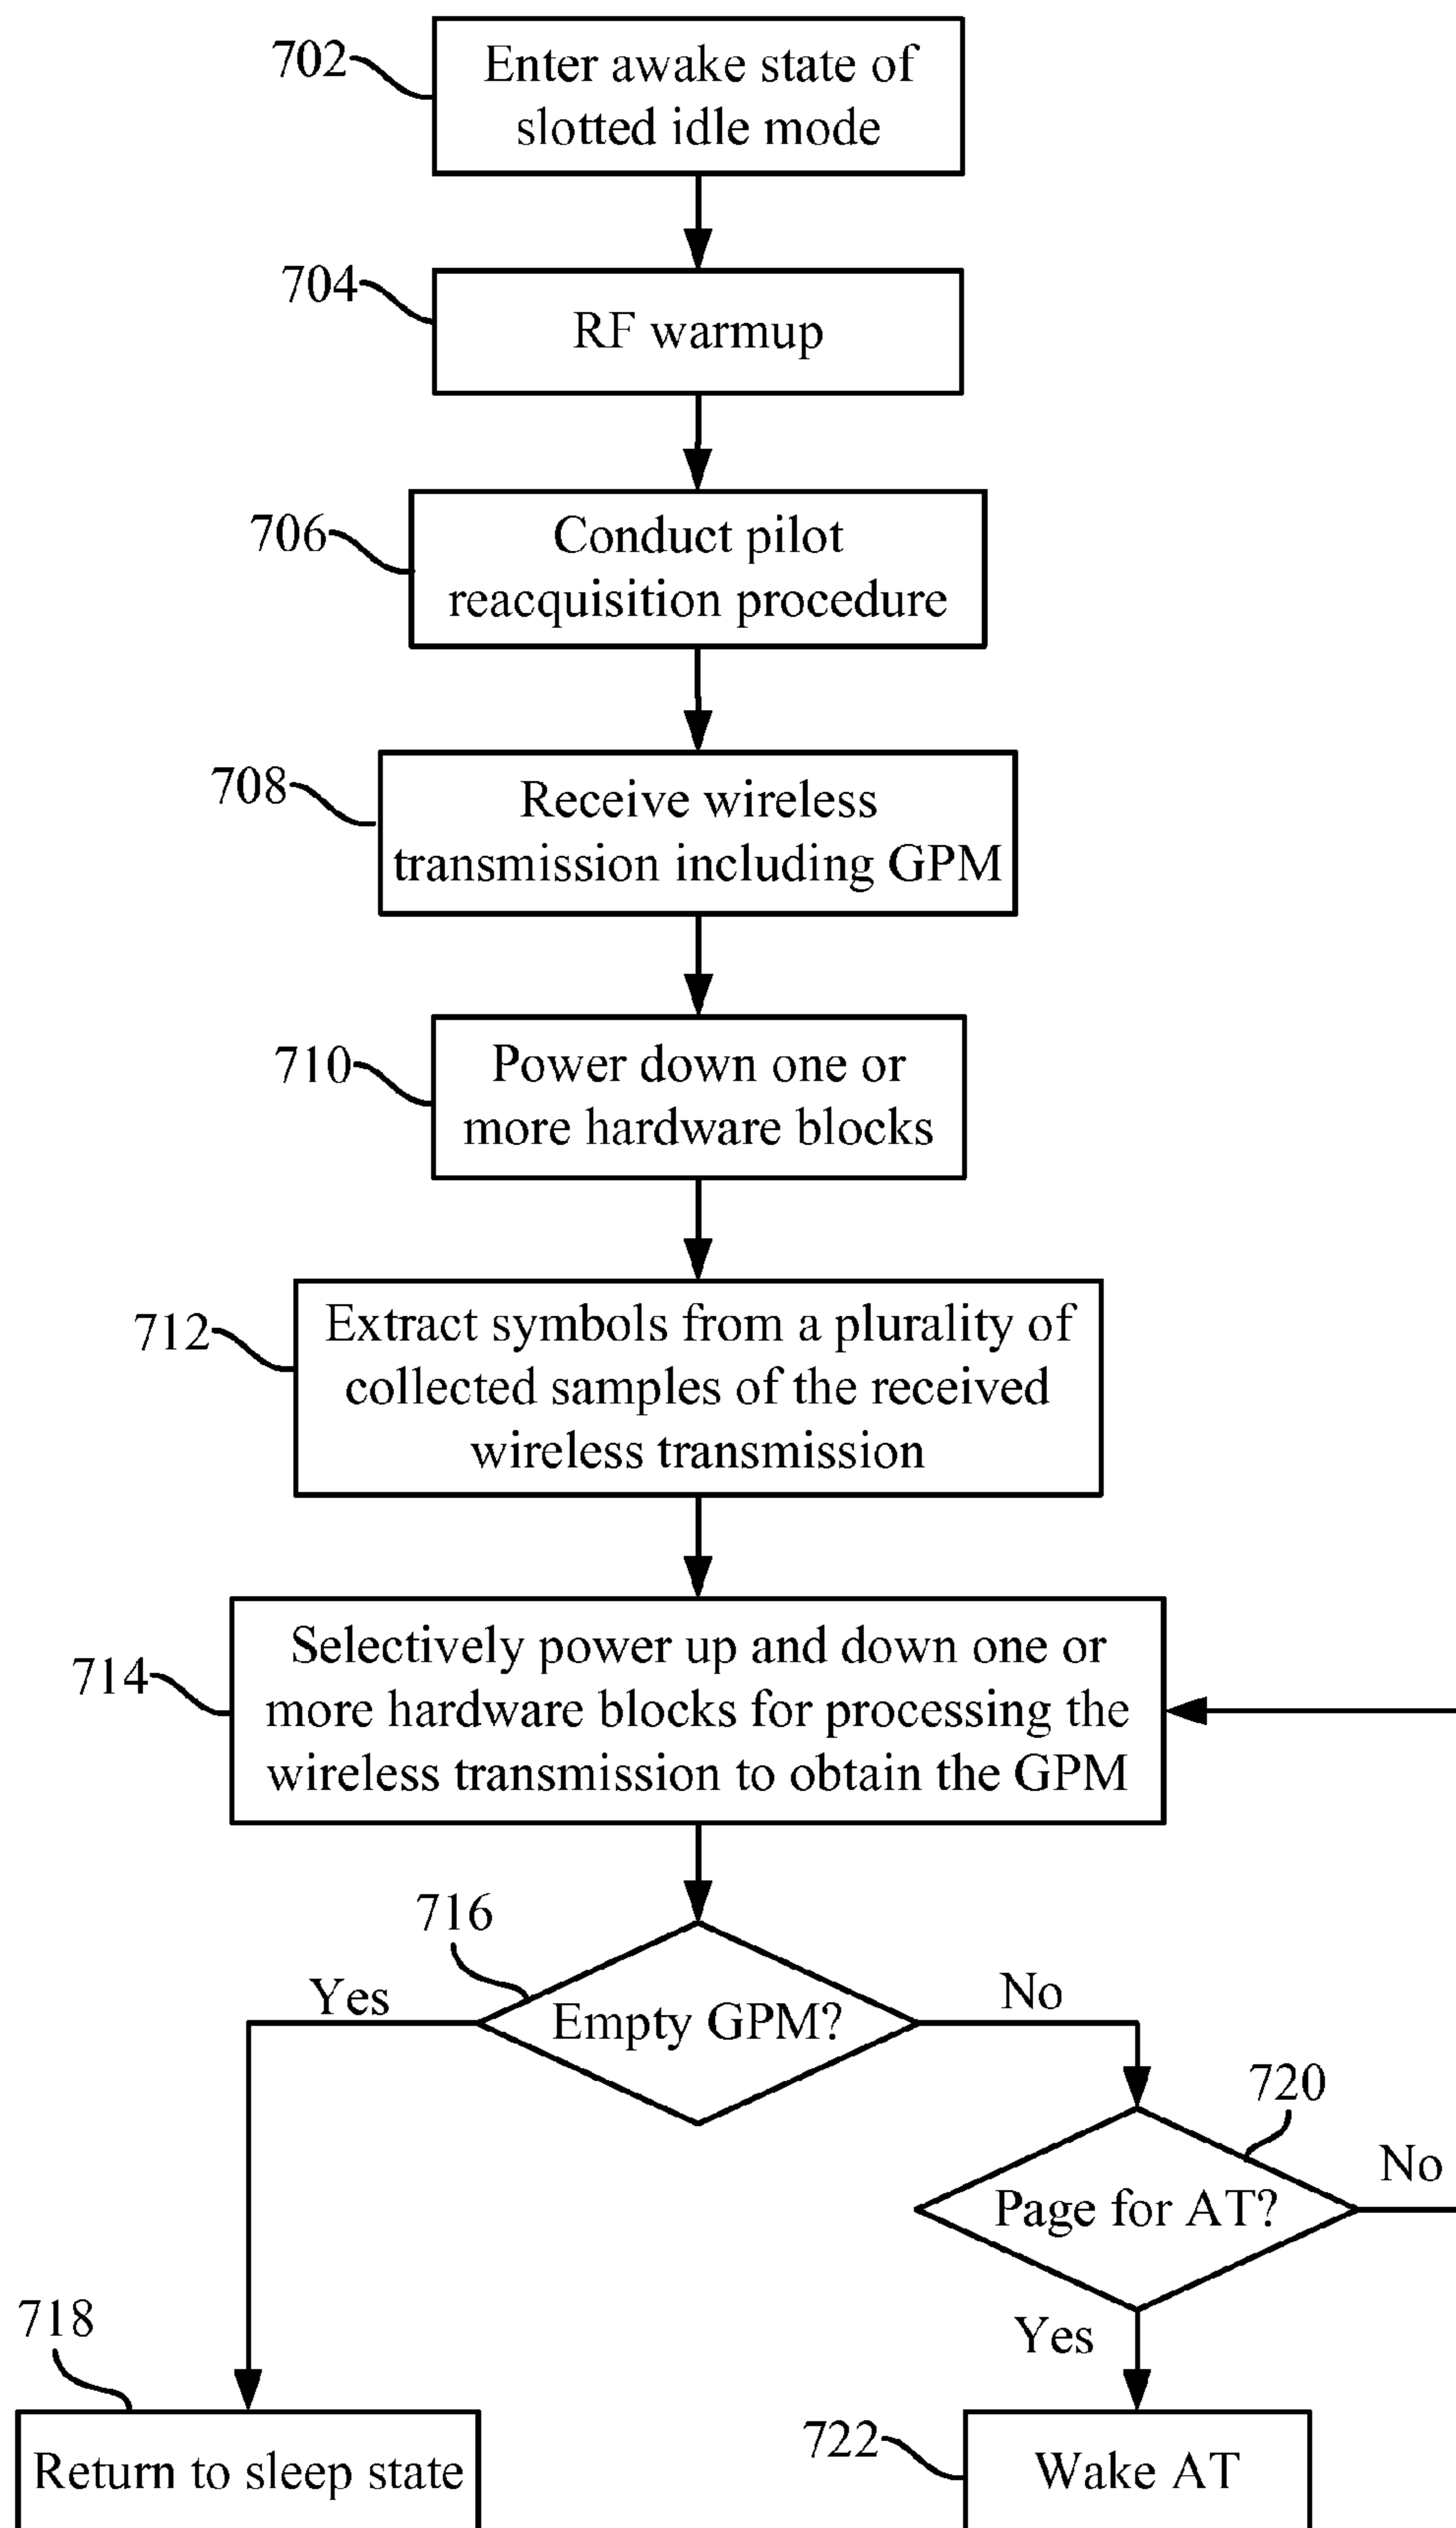 702
Enter awake state of
slotted idle mode
704
RF warmup
706
Conduct pilot
reacquisition procedure
708
Receive wireless
transmission including GPM
710
Power down one or
more hardware blocks
712
Extract symbols from a plurality of
collected samples of the received
wireless transmission
714
Selectively power up and down one or
more hardware blocks for processing the
wireless transmission to obtain the GPM
716
Yes
Empty GPM?
No
720
Page for AT?
No
Yes
718
Return to sleep state
722
Wake AT